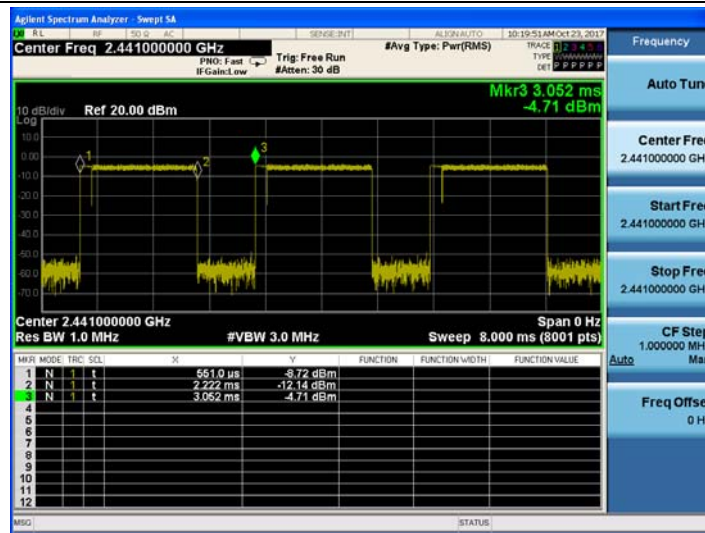 Agilent Spectrum Analyzer - Swept SA
RL RF 50 Ω AC SENSE:INT ALIGN AUTO 10:19:51 AM Oct 23, 2017
Center Freq 2.441000000 GHz #Avg Type: Pwr(RMS) TRACE 1 2 3 4 5 6
PNO: Fast Trig: Free Run TYPE
IFGain:Low #Atten: 30 dB DET P P P P P P
Frequency
Mkr3 3.052 ms
-4.71 dBm
10 dB/div Ref 20.00 dBm
Log
10.0
0.00
-10.0
-20.0
-30.0
-40.0
-50.0
-60.0
-70.0
1
2
3
Center 2.441000000 GHz Span 0 Hz
Res BW 1.0 MHz #VBW 3.0 MHz Sweep 8.000 ms (8001 pts)
MKR MODE TRC SCL X Y FUNCTION FUNCTION WIDTH FUNCTION VALUE
1 N 1 t 551.0 µs -8.72 dBm
2 N 1 t 2.222 ms -12.14 dBm
3 N 1 t 3.052 ms -4.71 dBm
4
5
6
7
8
9
10
11
12
MSG STATUS
Auto Tun
Center Fre
2.441000000 GH
Start Fre
2.441000000 GH
Stop Fre
2.441000000 GH
CF Step
1.000000 MH
Auto Ma
Freq Offse
0 H